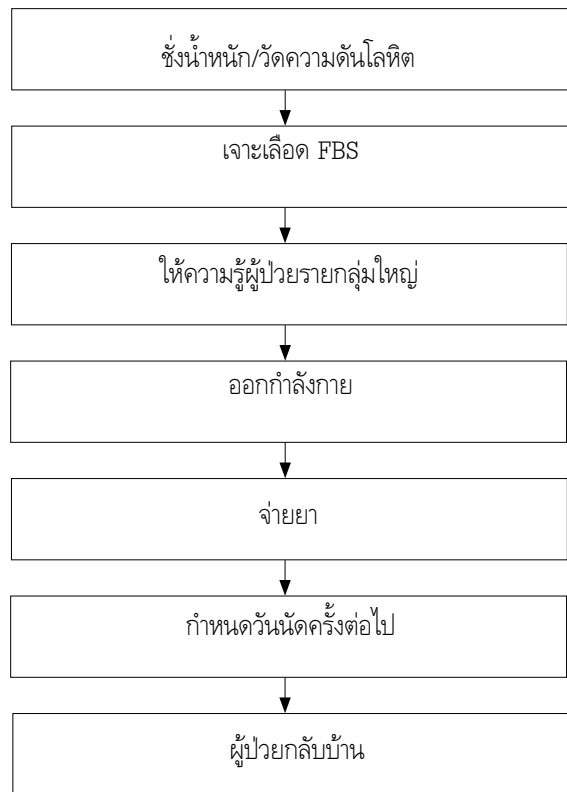 ชั่งน้ำหนัก/วัดความดันโลหิต
เจาะเลือด FBS
ให้ความรู้ผู้ป่วยรายกลุ่มใหญ่
ออกกำลังกาย
จ่ายยา
กำหนดวันนัดครั้งต่อไป
ผู้ป่วยกลับบ้าน